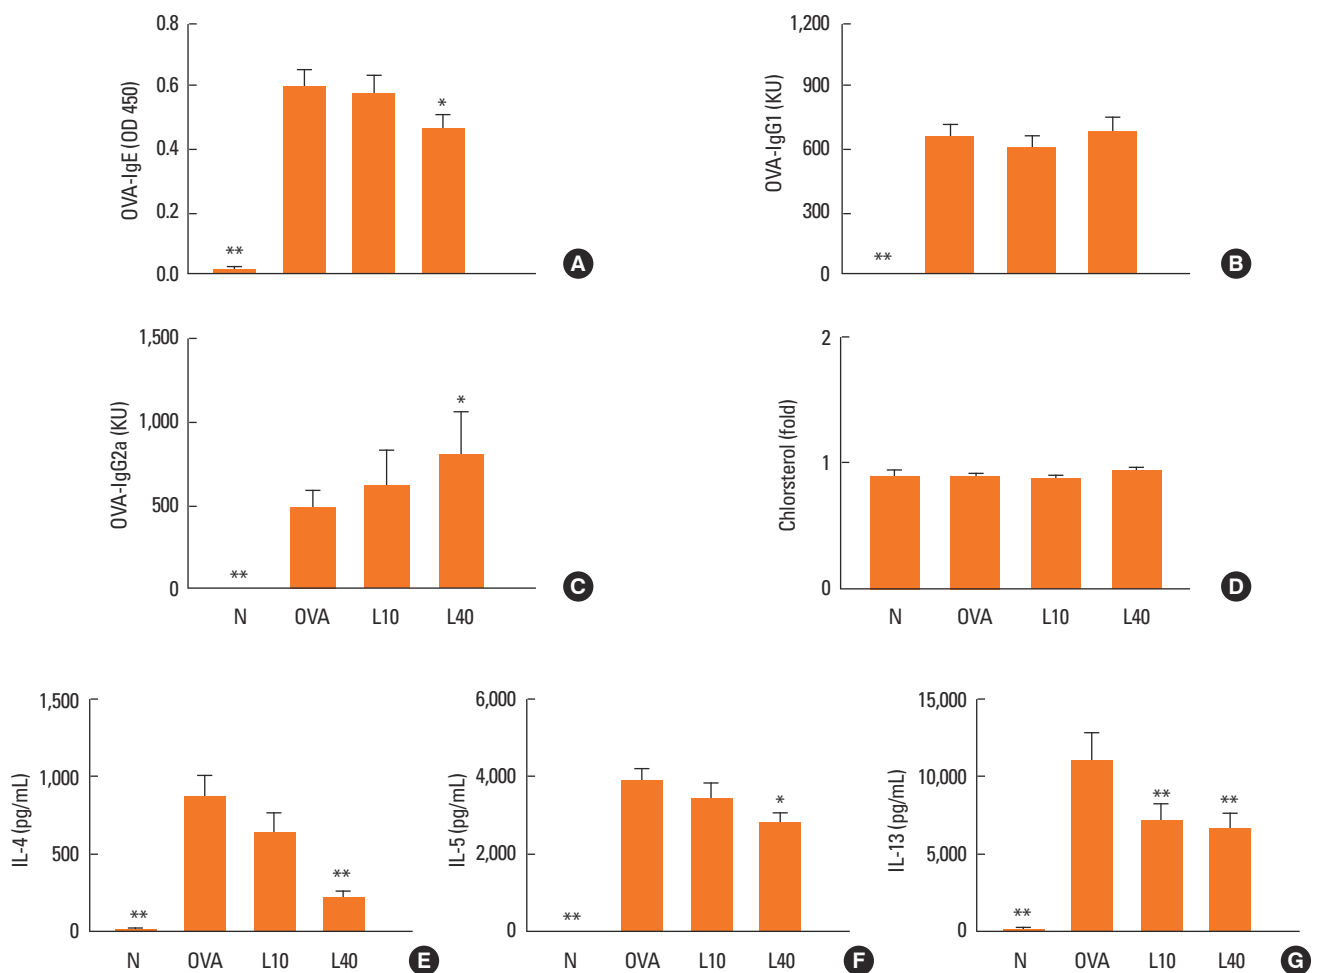 0.8
0.6
0.4
0.2
0.0
OVA-IgE (OD 450)
**
*
A
1,200
900
600
300
0
OVA-IgG1 (KU)
**
B
1,500
1,000
500
0
OVA-IgG2a (KU)
**
*
N OVA L10 L40
C
2
1
0
Chlorsterol (fold)
N OVA L10 L40
D
1,500
1,000
500
0
IL-4 (pg/mL)
**
**
N OVA L10 L40
E
6,000
4,000
2,000
0
IL-5 (pg/mL)
**
*
N OVA L10 L40
F
15,000
10,000
5,000
0
IL-13 (pg/mL)
**
**
**
N OVA L10 L40
G